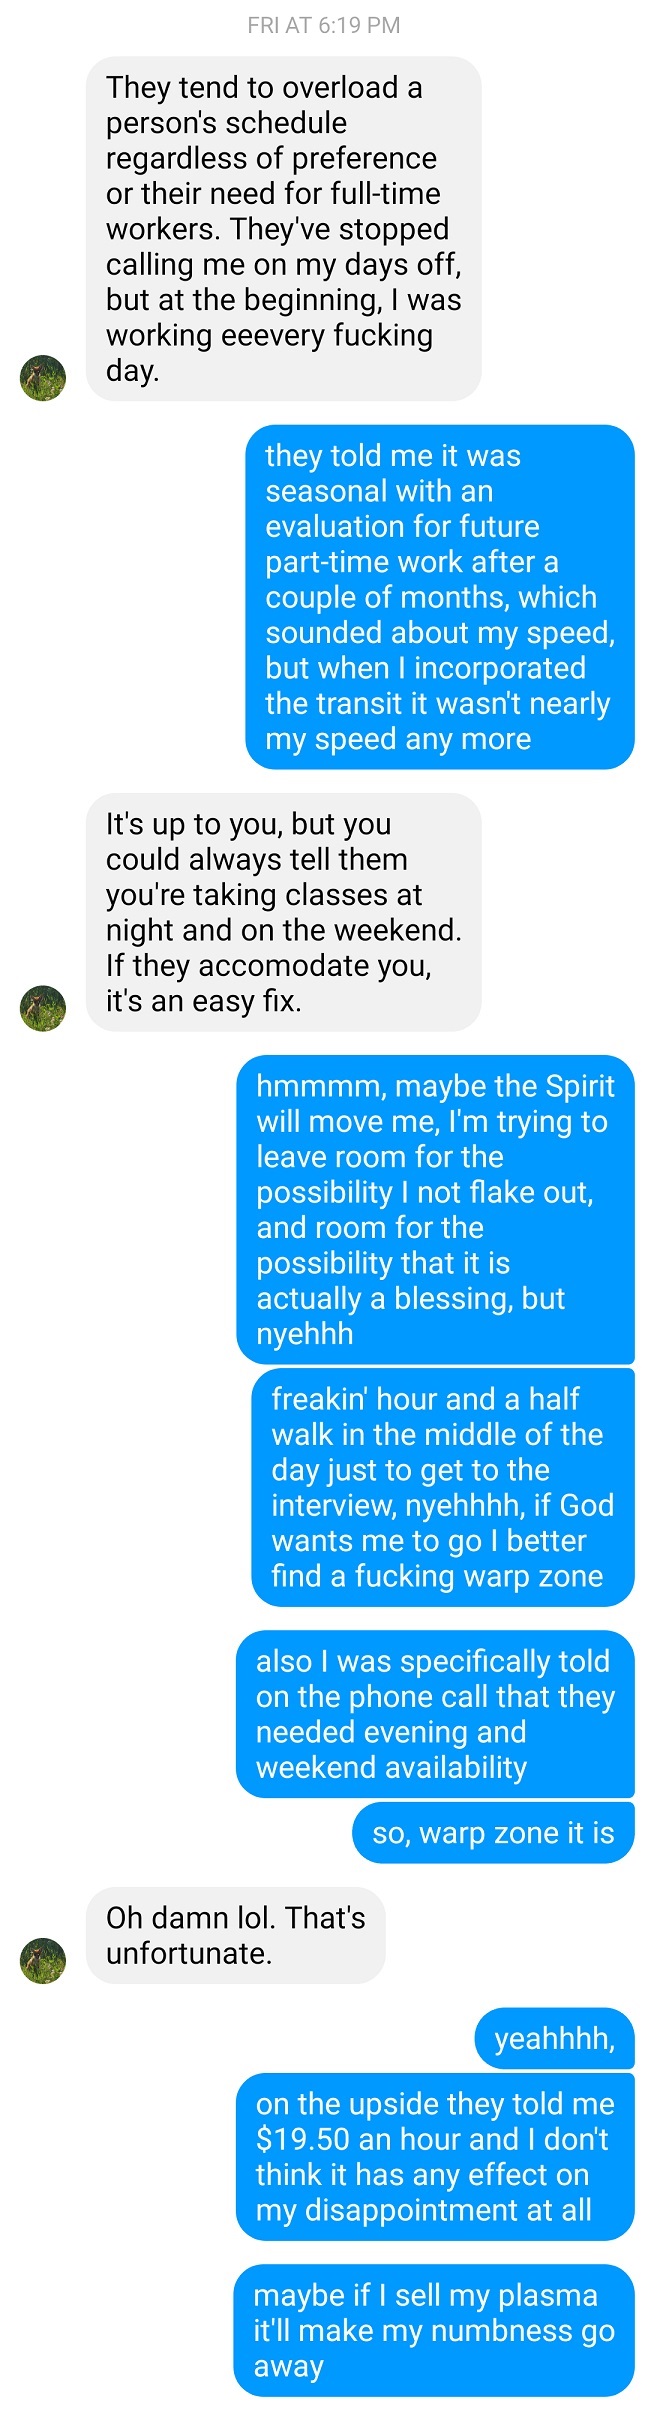 FRI AT 6:19 PM
They tend to overload a
person's schedule
regardless of preference
or their need for full-time
workers. They've stopped
calling me on my days off,
but at the beginning, I was
working eeevery fucking
day.
they told me it was
seasonal with an
evaluation for future
part-time work after a
couple of months, which
sounded about my speed,
but when I incorporated
the transit it wasn't nearly
my speed any more
It's up to you, but you
could always tell them
you're taking classes at
night and on the weekend.
If they accomodate you,
it's an easy fix.
hmmmm, maybe the Spirit
will move me, I'm trying to
leave room for the
possibility I not flake out,
and room for the
possibility that it is
actually a blessing, but
nyehhh
freakin' hour and a half
walk in the middle of the
day just to get to the
interview, nyehhhh, if God
wants me to go I better
find a fucking warp zone
also I was specifically told
on the phone call that they
needed evening and
weekend availability
so, warp zone it is
Oh damn lol. That's
unfortunate.
yeahhhh,
on the upside they told me
$19.50 an hour and I don't
think it has any effect on
my disappointment at all
maybe if I sell my plasma
it'll make my numbness go
away